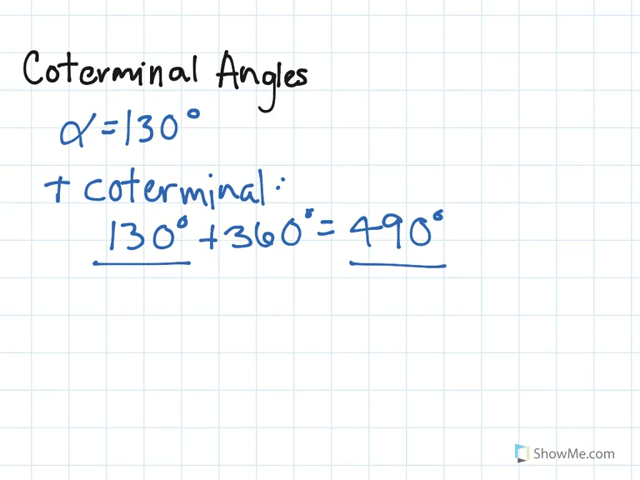 Coterminal Angles
α = 130°
+ coterminal:
130° + 360° = 490°
ShowMe.com